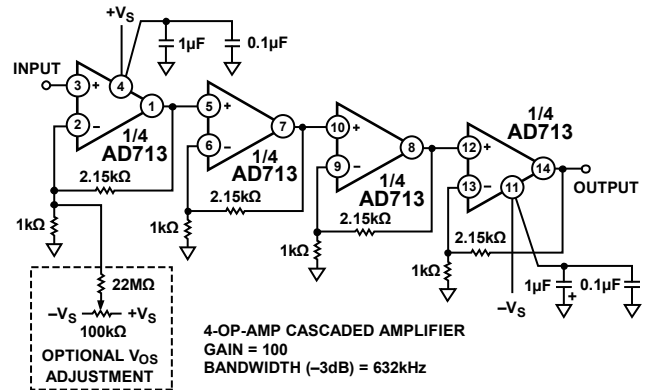 +VS
1µF
0.1µF
INPUT
3
+
4
1
2
–
1/4
AD713
2.15kΩ
1kΩ
5
+
7
6
–
1/4
AD713
2.15kΩ
1kΩ
10
+
8
9
–
1/4
AD713
2.15kΩ
1kΩ
1/4
AD713
12
+
14
13
–
11
OUTPUT
2.15kΩ
1kΩ
–VS
1µF
+
0.1µF
22MΩ
–VS
+VS
100kΩ
OPTIONAL VOS
ADJUSTMENT
4-OP-AMP CASCADED AMPLIFIER
GAIN = 100
BANDWIDTH (–3dB) = 632kHz